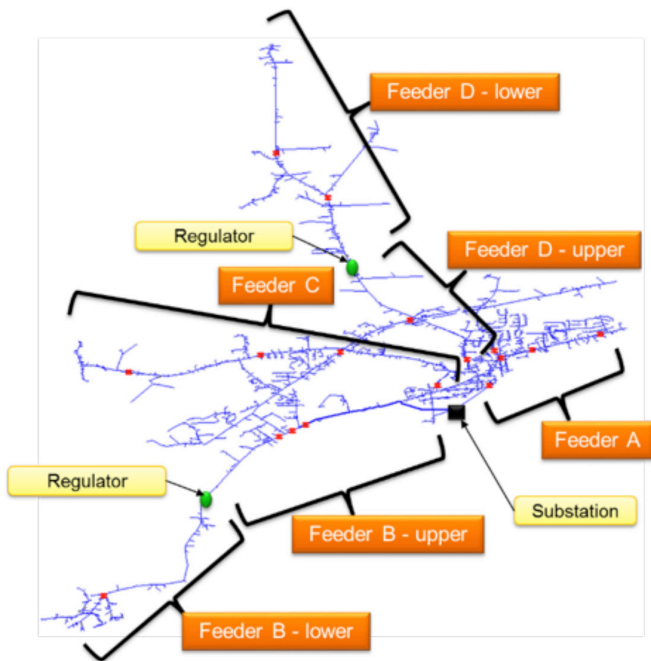 Feeder D - lower
Regulator
Feeder D - upper
Feeder C
Feeder A
Regulator
Substation
Feeder B - upper
Feeder B - lower